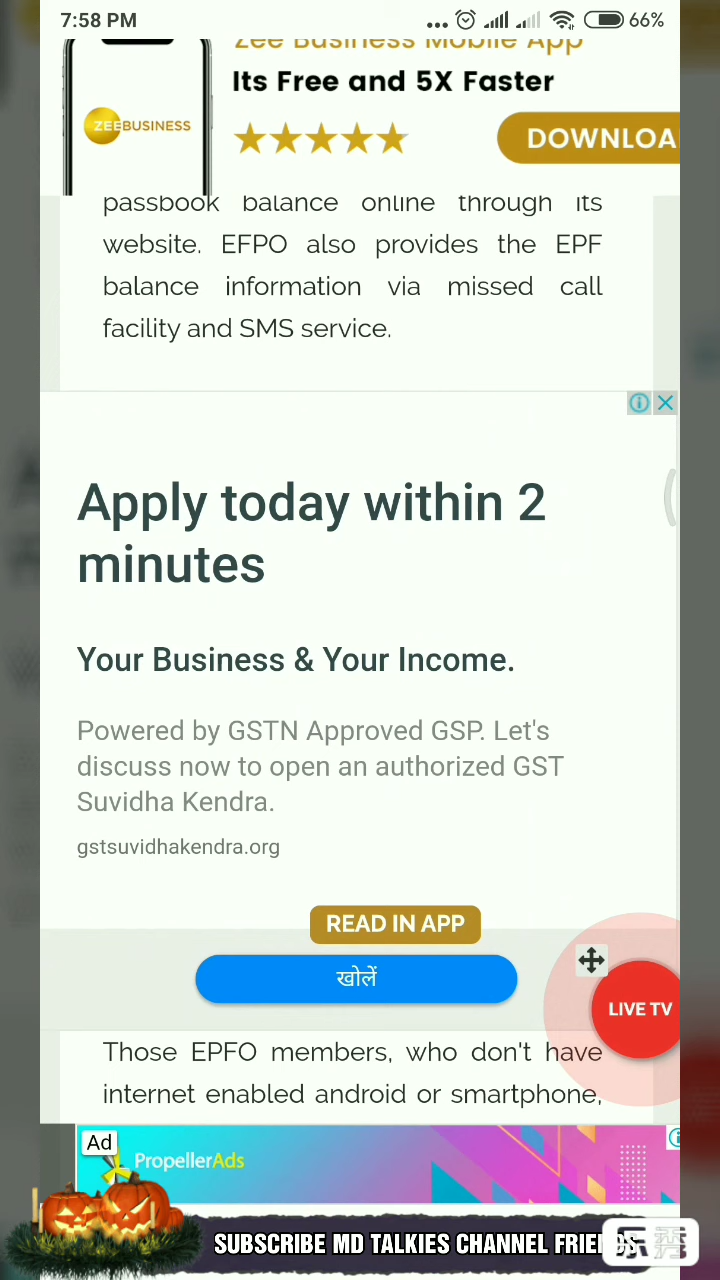 7:58 PM
66%
Zee Business Mobile App
Its Free and 5X Faster
ZEEBUSINESS
DOWNLOA
passbook balance online through its
website. EFPO also provides the EPF
balance information via missed call
facility and SMS service.
Apply today within 2
minutes
Your Business & Your Income.
Powered by GSTN Approved GSP. Let's
discuss now to open an authorized GST
Suvidha Kendra.
gstsuvidhakendra.org
READ IN APP
खोलें
LIVE TV
Those EPFO members, who don't have
internet enabled android or smartphone,
Ad
PropellerAds
SUBSCRIBE MD TALKIES CHANNEL FRIENDS